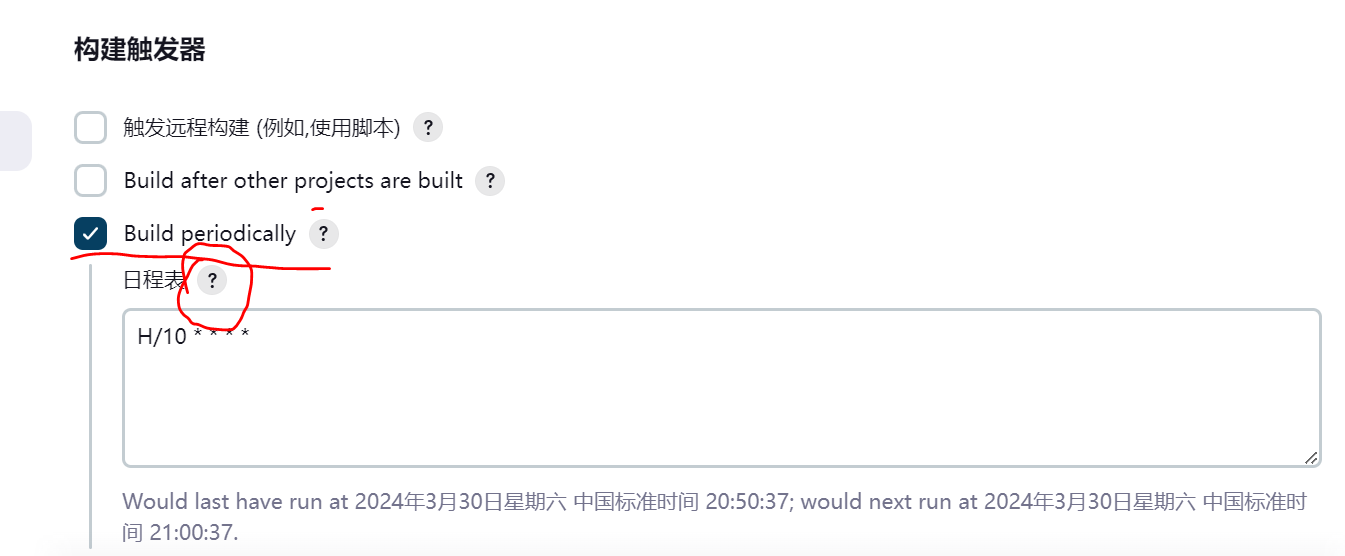 构建触发器
触发远程构建 (例如,使用脚本) ?
Build after other projects are built ?
Build periodically ?
日程表 ?
H/10 * * * *
Would last have run at 2024年3月30日星期六 中国标准时间 20:50:37; would next run at 2024年3月30日星期六 中国标准时
间 21:00:37.